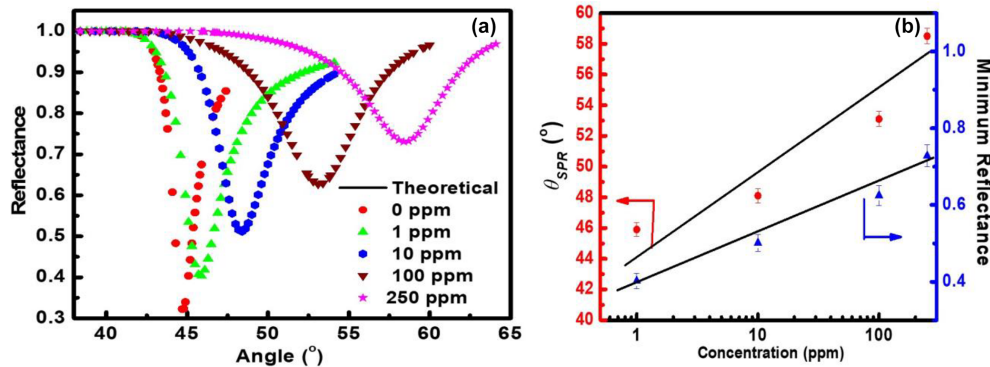 (a)
1.0
0.9
0.8
0.7
0.6
0.5
0.4
0.3
Reflectance
40
45
50
55
60
65
Angle (°)
Theoretical
0 ppm
1 ppm
10 ppm
100 ppm
250 ppm
(b)
60
58
56
54
52
50
48
46
44
42
40
θSPR (°)
1
10
100
Concentration (ppm)
1.0
0.8
0.6
0.4
Minimum Reflectance